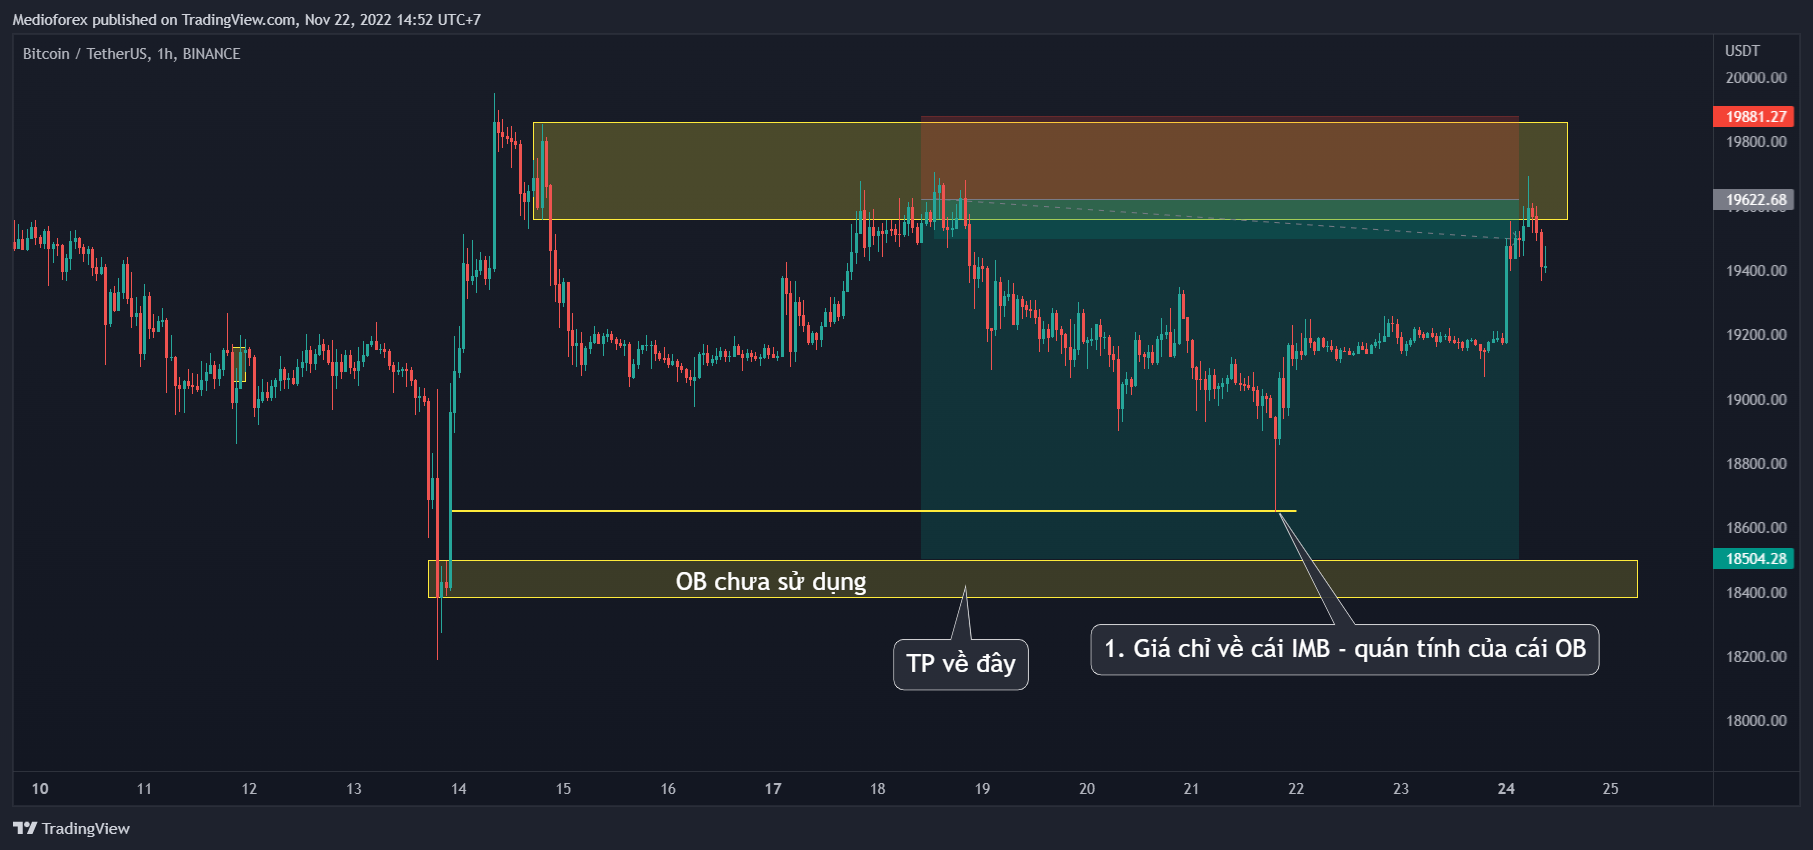 Medioforex published on TradingView.com, Nov 22, 2022 14:52 UTC+7
Bitcoin / TetherUS, 1h, BINANCE
USDT
20000.00
19881.27
19800.00
19622.68
19400.00
19200.00
19000.00
18800.00
18600.00
18504.28
18400.00
18200.00
18000.00
OB chưa sử dụng
TP về đây
1. Giá chỉ về cái IMB - quán tính của cái OB
10 11 12 13 14 15 16 17 18 19 20 21 22 23 24 25
TradingView